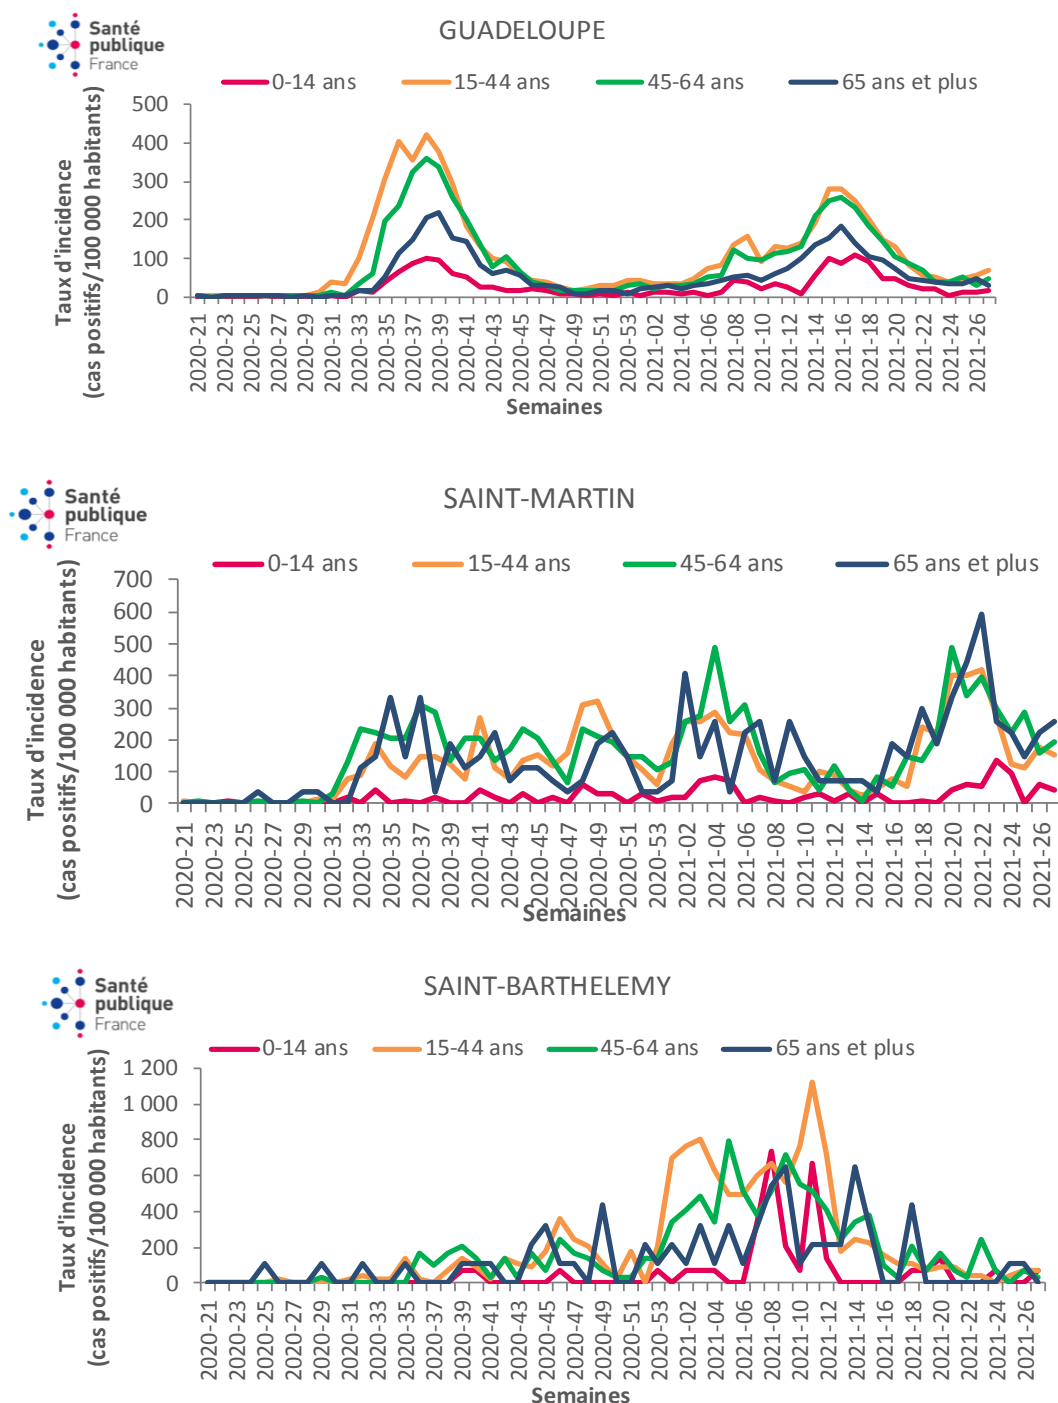 Santé
publique
France
GUADELOUPE
0-14 ans 15-44 ans 45-64 ans 65 ans et plus
Taux d'incidence
(cas positifs/100 000 habitants)
500
400
300
200
100
0
2020-21 2020-23 2020-25 2020-27 2020-29 2020-31 2020-33 2020-35 2020-37 2020-39 2020-41 2020-43 2020-45 2020-47 2020-49 2020-51 2020-53 2021-02 2021-04 2021-06 2021-08 2021-10 2021-12 2021-14 2021-16 2021-18 2021-20 2021-22 2021-24 2021-26
Semaines
Santé
publique
France
SAINT-MARTIN
0-14 ans 15-44 ans 45-64 ans 65 ans et plus
Taux d'incidence
(cas positifs/100 000 habitants)
700
600
500
400
300
200
100
0
2020-21 2020-23 2020-25 2020-27 2020-29 2020-31 2020-33 2020-35 2020-37 2020-39 2020-41 2020-43 2020-45 2020-47 2020-49 2020-51 2020-53 2021-02 2021-04 2021-06 2021-08 2021-10 2021-12 2021-14 2021-16 2021-18 2021-20 2021-22 2021-24 2021-26
Semaines
Santé
publique
France
SAINT-BARTHELEMY
0-14 ans 15-44 ans 45-64 ans 65 ans et plus
Taux d'incidence
(cas positifs/100 000 habitants)
1 200
1 000
800
600
400
200
0
2020-21 2020-23 2020-25 2020-27 2020-29 2020-31 2020-33 2020-35 2020-37 2020-39 2020-41 2020-43 2020-45 2020-47 2020-49 2020-51 2020-53 2021-02 2021-04 2021-06 2021-08 2021-10 2021-12 2021-14 2021-16 2021-18 2021-20 2021-22 2021-24 2021-26
Semaines